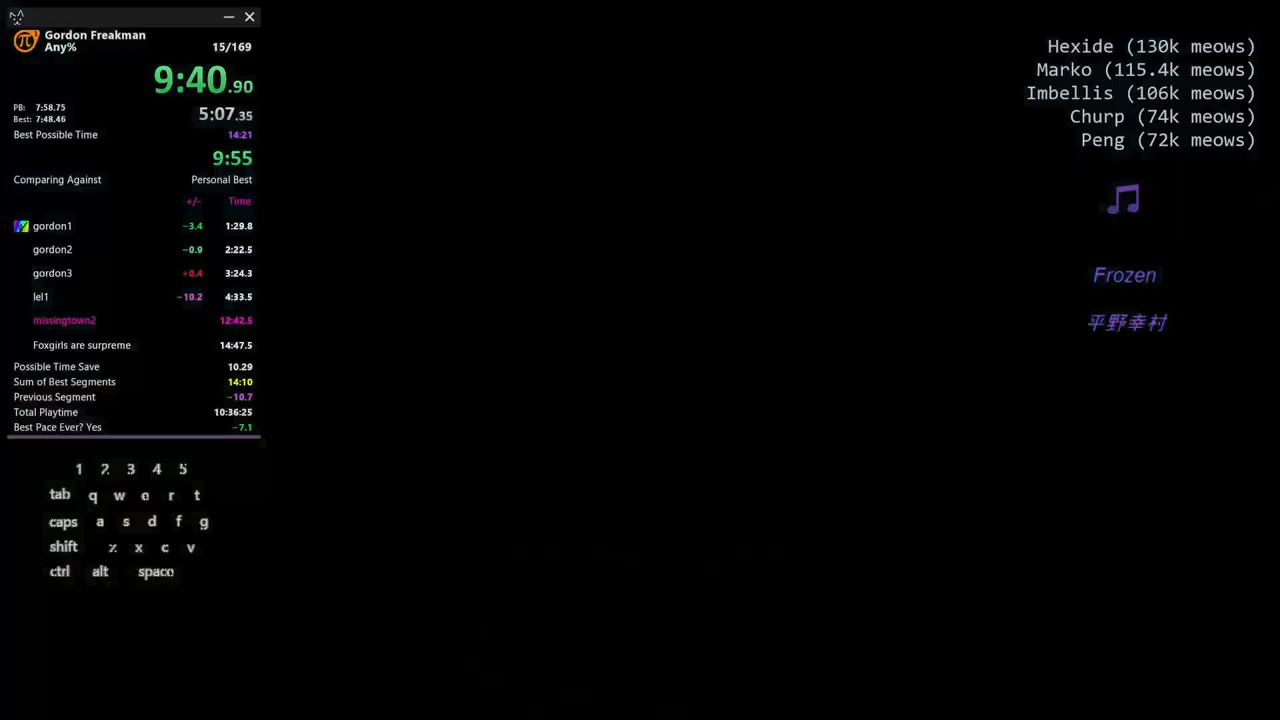 Gordon Freakman
Any%
15/169
9:40.90
PB: 7:58.75
Best: 7:48.46
5:07.35
Best Possible Time 14:21
9:55
Comparing Against Personal Best
+/- Time
gordon1 -3.4 1:29.8
gordon2 -0.9 2:22.5
gordon3 +0.4 3:24.3
lel1 -10.2 4:33.5
missingtown2 12:42.5
Foxgirls are surpreme 14:47.5
Possible Time Save 10.29
Sum of Best Segments 14:10
Previous Segment -10.7
Total Playtime 10:36:25
Best Pace Ever? Yes -7.1
1 2 3 4 5
tab q w e r t
caps a s d f g
shift z x c v
ctrl alt space
Hexide (130k meows)
Marko (115.4k meows)
Imbellis (106k meows)
Churp (74k meows)
Peng (72k meows)
Frozen
平野幸村